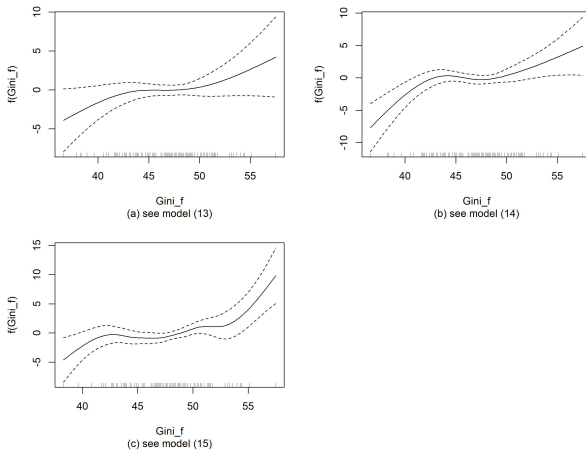 10
5
0
-5
f(Gini_f)
40
45
50
55
Gini_f
(a) see model (13)
10
5
0
-5
-10
f(Gini_f)
40
45
50
55
Gini_f
(b) see model (14)
15
10
5
0
-5
f(Gini_f)
40
45
50
55
Gini_f
(c) see model (15)